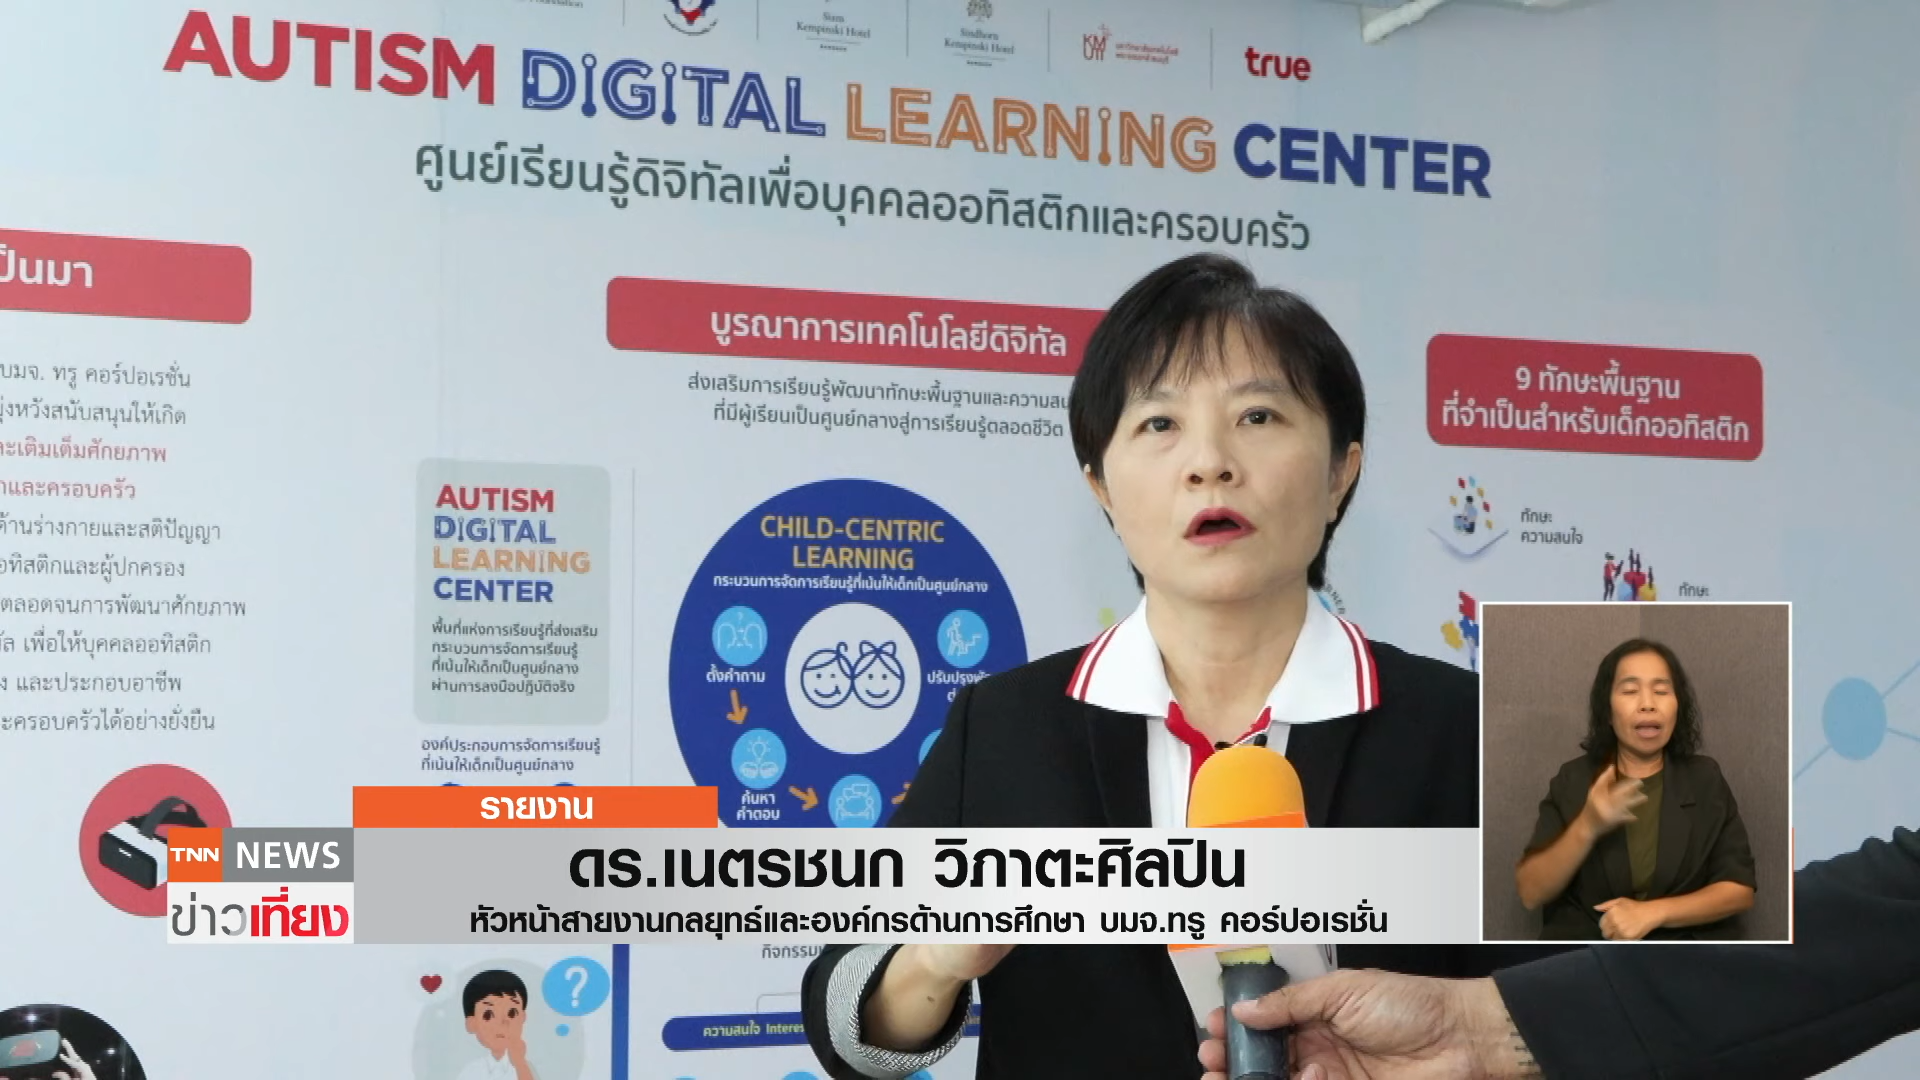 Siam
Kempinski Hotel
Sindhorn
Kempinski Hotel
KM
UTT
true
AUTISM DIGITAL LEARNING CENTER
ศูนย์เรียนรู้ดิจิทัลเพื่อบุคคลออทิสติกและครอบครัว
ป็นมา
บมจ. ทรู คอร์ปอเรชั่น
มุ่งหวังสนับสนุนให้เกิด
ละเติมเต็มศักยภาพ
และครอบครัว
ด้านร่างกายและสติปัญญา
อทิสติกและผู้ปกครอง
ตลอดจนการพัฒนาศักยภาพ
เพื่อให้บุคคลออทิสติก
และประกอบอาชีพ
ะครอบครัวได้อย่างยั่งยืน
บูรณาการเทคโนโลยีดิจิทัล
ส่งเสริมการเรียนรู้พัฒนาทักษะพื้นฐานและความสน
ที่มีผู้เรียนเป็นศูนย์กลางสู่การเรียนรู้ตลอดชีวิต
AUTISM
DIGITAL
LEARNING
CENTER
พื้นที่แห่งการเรียนรู้ที่ส่งเสริม
กระบวนการจัดการเรียนรู้
ที่เน้นให้เด็กเป็นศูนย์กลาง
ผ่านการลงมือปฏิบัติจริง
องค์ประกอบการจัดการเรียนรู้
ที่เน้นให้เด็กเป็นศูนย์กลาง
CHILD-CENTRIC
LEARNING
กระบวนการจัดการเรียนรู้ที่เน้นให้เด็กเป็นศูนย์กลาง
ตั้งคำถาม
ปรับปรุง
ค้นหา
คำตอบ
9 ทักษะพื้นฐาน
ที่จำเป็นสำหรับเด็กออทิสติก
ทักษะ
ความสนใจ
ทักษะ
รายงาน
TNN NEWS
ข่าวเที่ยง
ดร.เนตรชนก วิภาตะศิลปิน
หัวหน้าสายงานกลยุทธ์และองค์กรด้านการศึกษา บมจ.ทรู คอร์ปอเรชั่น
กิจกรรม
?
ความสนใจ Interes